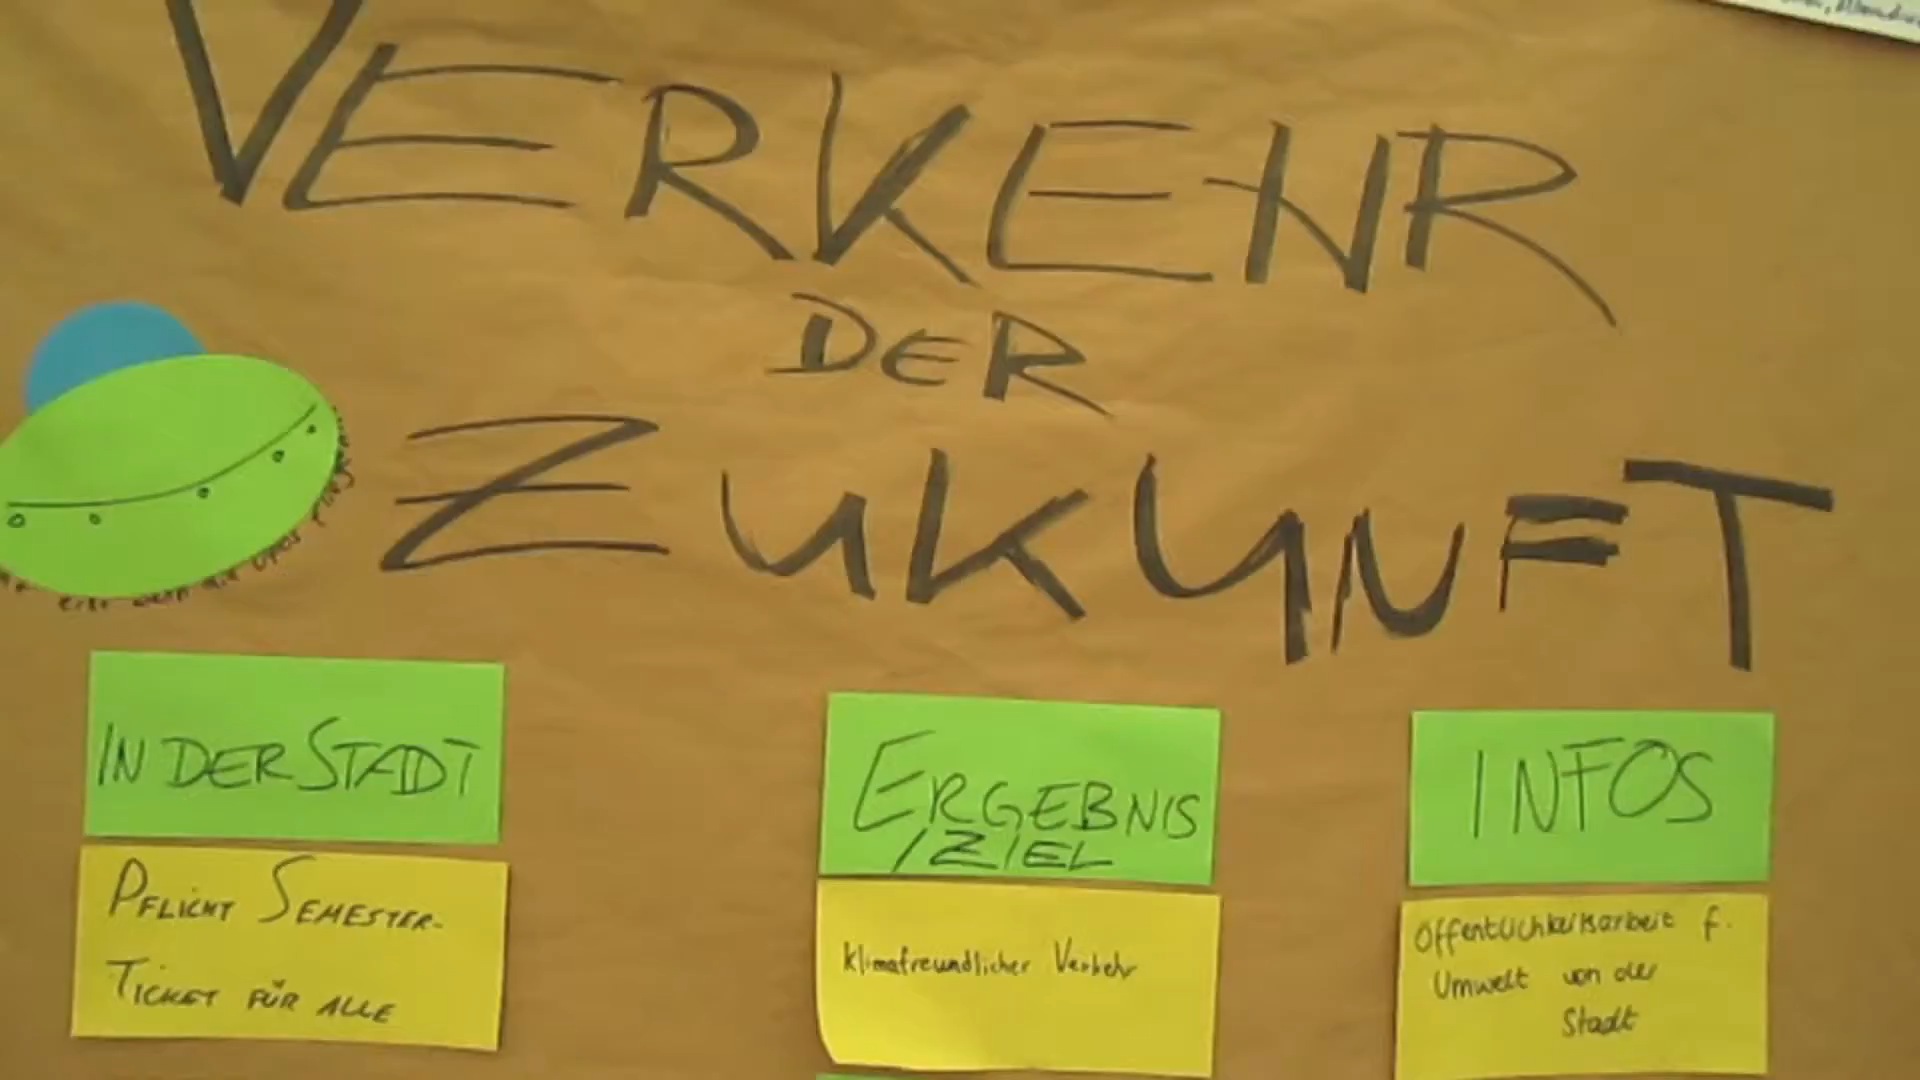 VERKEHR
DER
ZUKUNFT
IN DER STADT
PFLICHT SEMESTER-
TICKET FÜR ALLE
ERGEBNIS
/ZIEL
klimafreundlicher Verkehr
INFOS
Öffentlichkeitsarbeit f.
Umwelt von der
Stadt